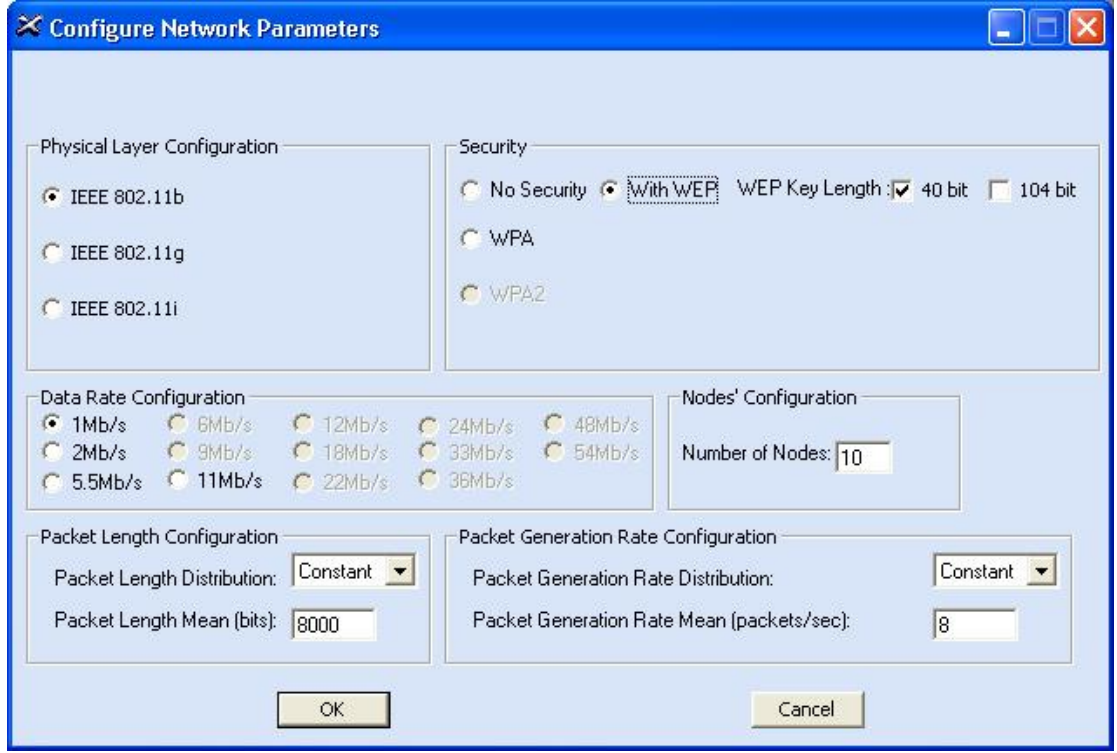 Configure Network Parameters
Physical Layer Configuration
IEEE 802.11b
IEEE 802.11g
IEEE 802.11i
Security
No Security With WEP WEP Key Length : 40 bit 104 bit
WPA
WPA2
Data Rate Configuration
1Mb/s 6Mb/s 12Mb/s 24Mb/s 48Mb/s
2Mb/s 9Mb/s 18Mb/s 33Mb/s 54Mb/s
5.5Mb/s 11Mb/s 22Mb/s 36Mb/s
Nodes' Configuration
Number of Nodes: 10
Packet Length Configuration
Packet Length Distribution: Constant
Packet Length Mean (bits): 8000
Packet Generation Rate Configuration
Packet Generation Rate Distribution: Constant
Packet Generation Rate Mean (packets/sec): 8
OK Cancel